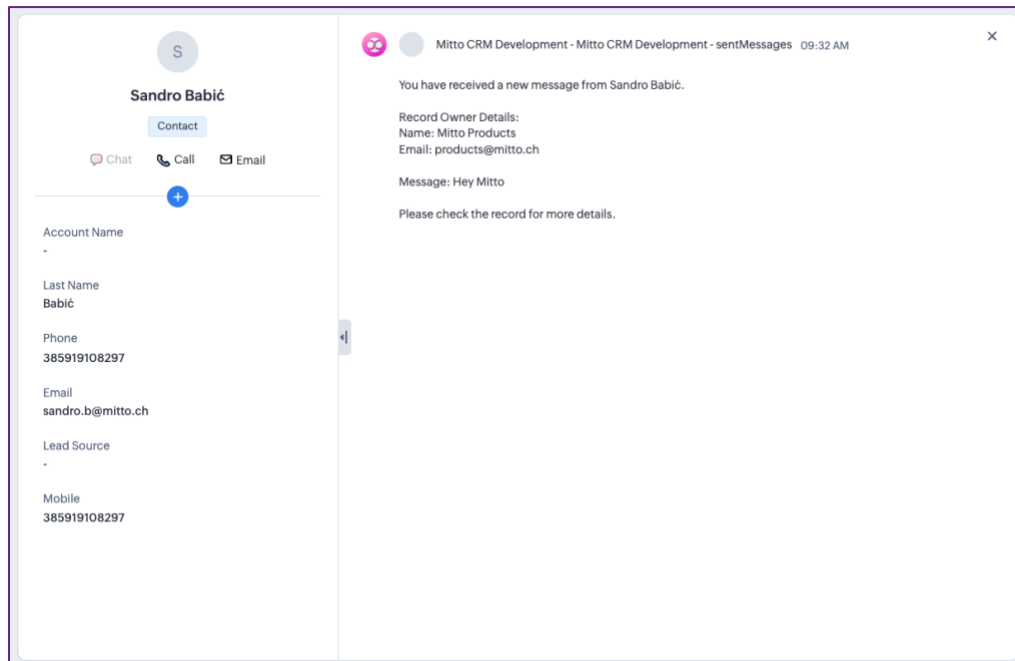 S
Sandro Babić
Contact
Chat Call Email
+
Account Name
-
Last Name
Babić
Phone
385919108297
Email
sandro.b@mitto.ch
Lead Source
-
Mobile
385919108297
Mitto CRM Development - Mitto CRM Development - sentMessages 09:32 AM
You have received a new message from Sandro Babić.
Record Owner Details:
Name: Mitto Products
Email: products@mitto.ch
Message: Hey Mitto
Please check the record for more details.